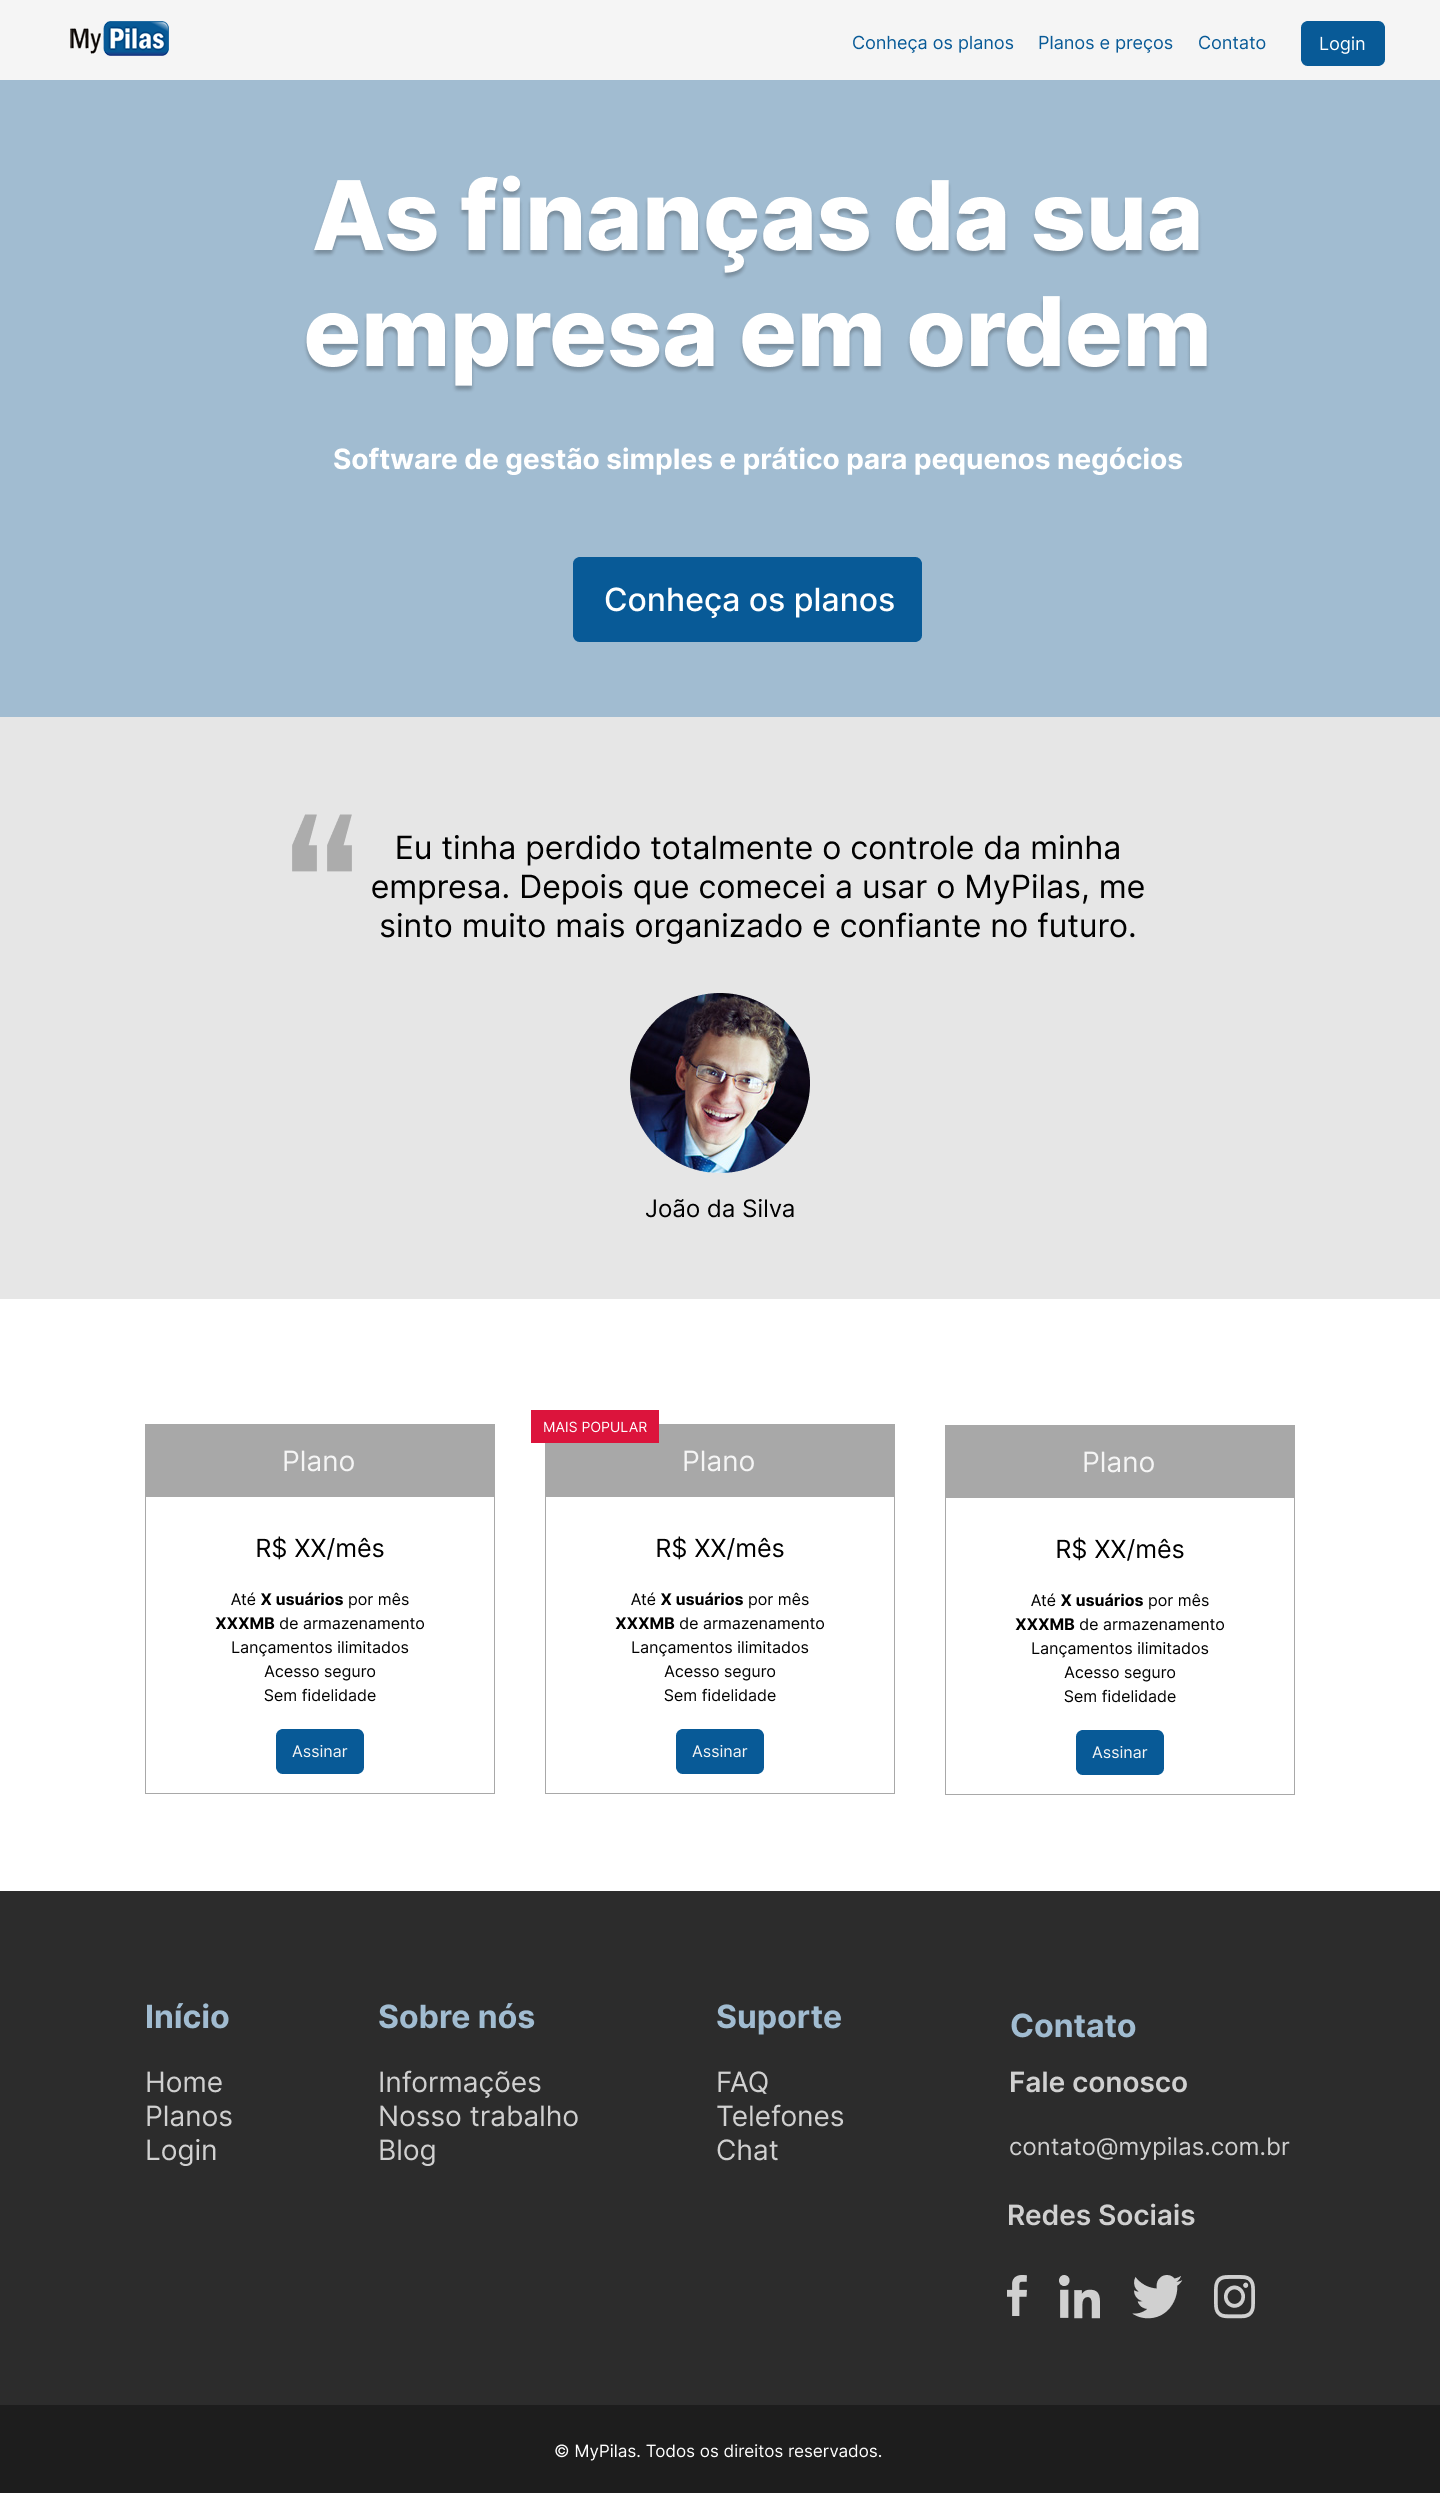 My Pilas
Conheça os planos
Planos e preços
Contato
Login
As finanças da sua
empresa em ordem
Software de gestão simples e prático para pequenos negócios
Conheça os planos
“
Eu tinha perdido totalmente o controle da minha
empresa. Depois que comecei a usar o MyPilas, me
sinto muito mais organizado e confiante no futuro.
João da Silva
Plano
R$ XX/mês
Até X usuários por mês
XXXMB de armazenamento
Lançamentos ilimitados
Acesso seguro
Sem fidelidade
Assinar
MAIS POPULAR
Plano
R$ XX/mês
Até X usuários por mês
XXXMB de armazenamento
Lançamentos ilimitados
Acesso seguro
Sem fidelidade
Assinar
Plano
R$ XX/mês
Até X usuários por mês
XXXMB de armazenamento
Lançamentos ilimitados
Acesso seguro
Sem fidelidade
Assinar
Início
Home
Planos
Login
Sobre nós
Informações
Nosso trabalho
Blog
Suporte
FAQ
Telefones
Chat
Contato
Fale conosco
contato@mypilas.com.br
Redes Sociais
© MyPilas. Todos os direitos reservados.